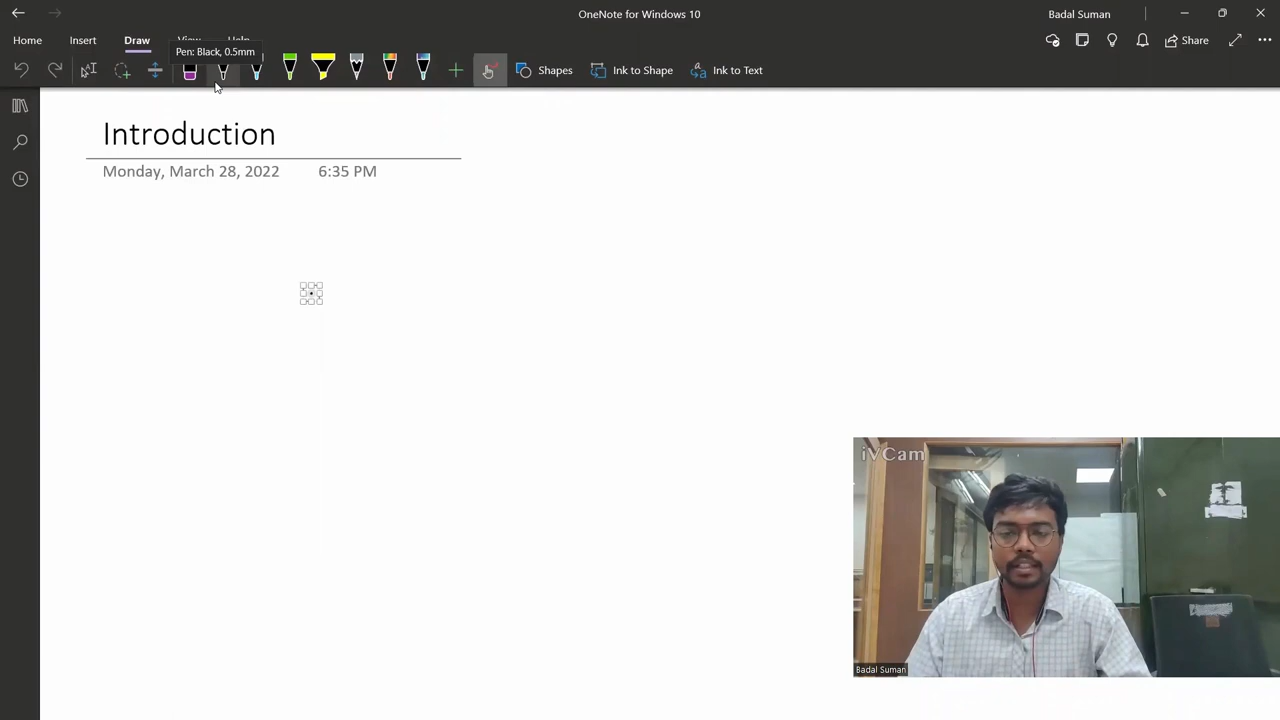 OneNote for Windows 10
Badal Suman
Home
Insert
Draw
Help
Pen: Black, 0.5mm
Share
Shapes
Ink to Shape
Ink to Text
Introduction
Monday, March 28, 2022 6:35 PM
iVCam
Badal Suman